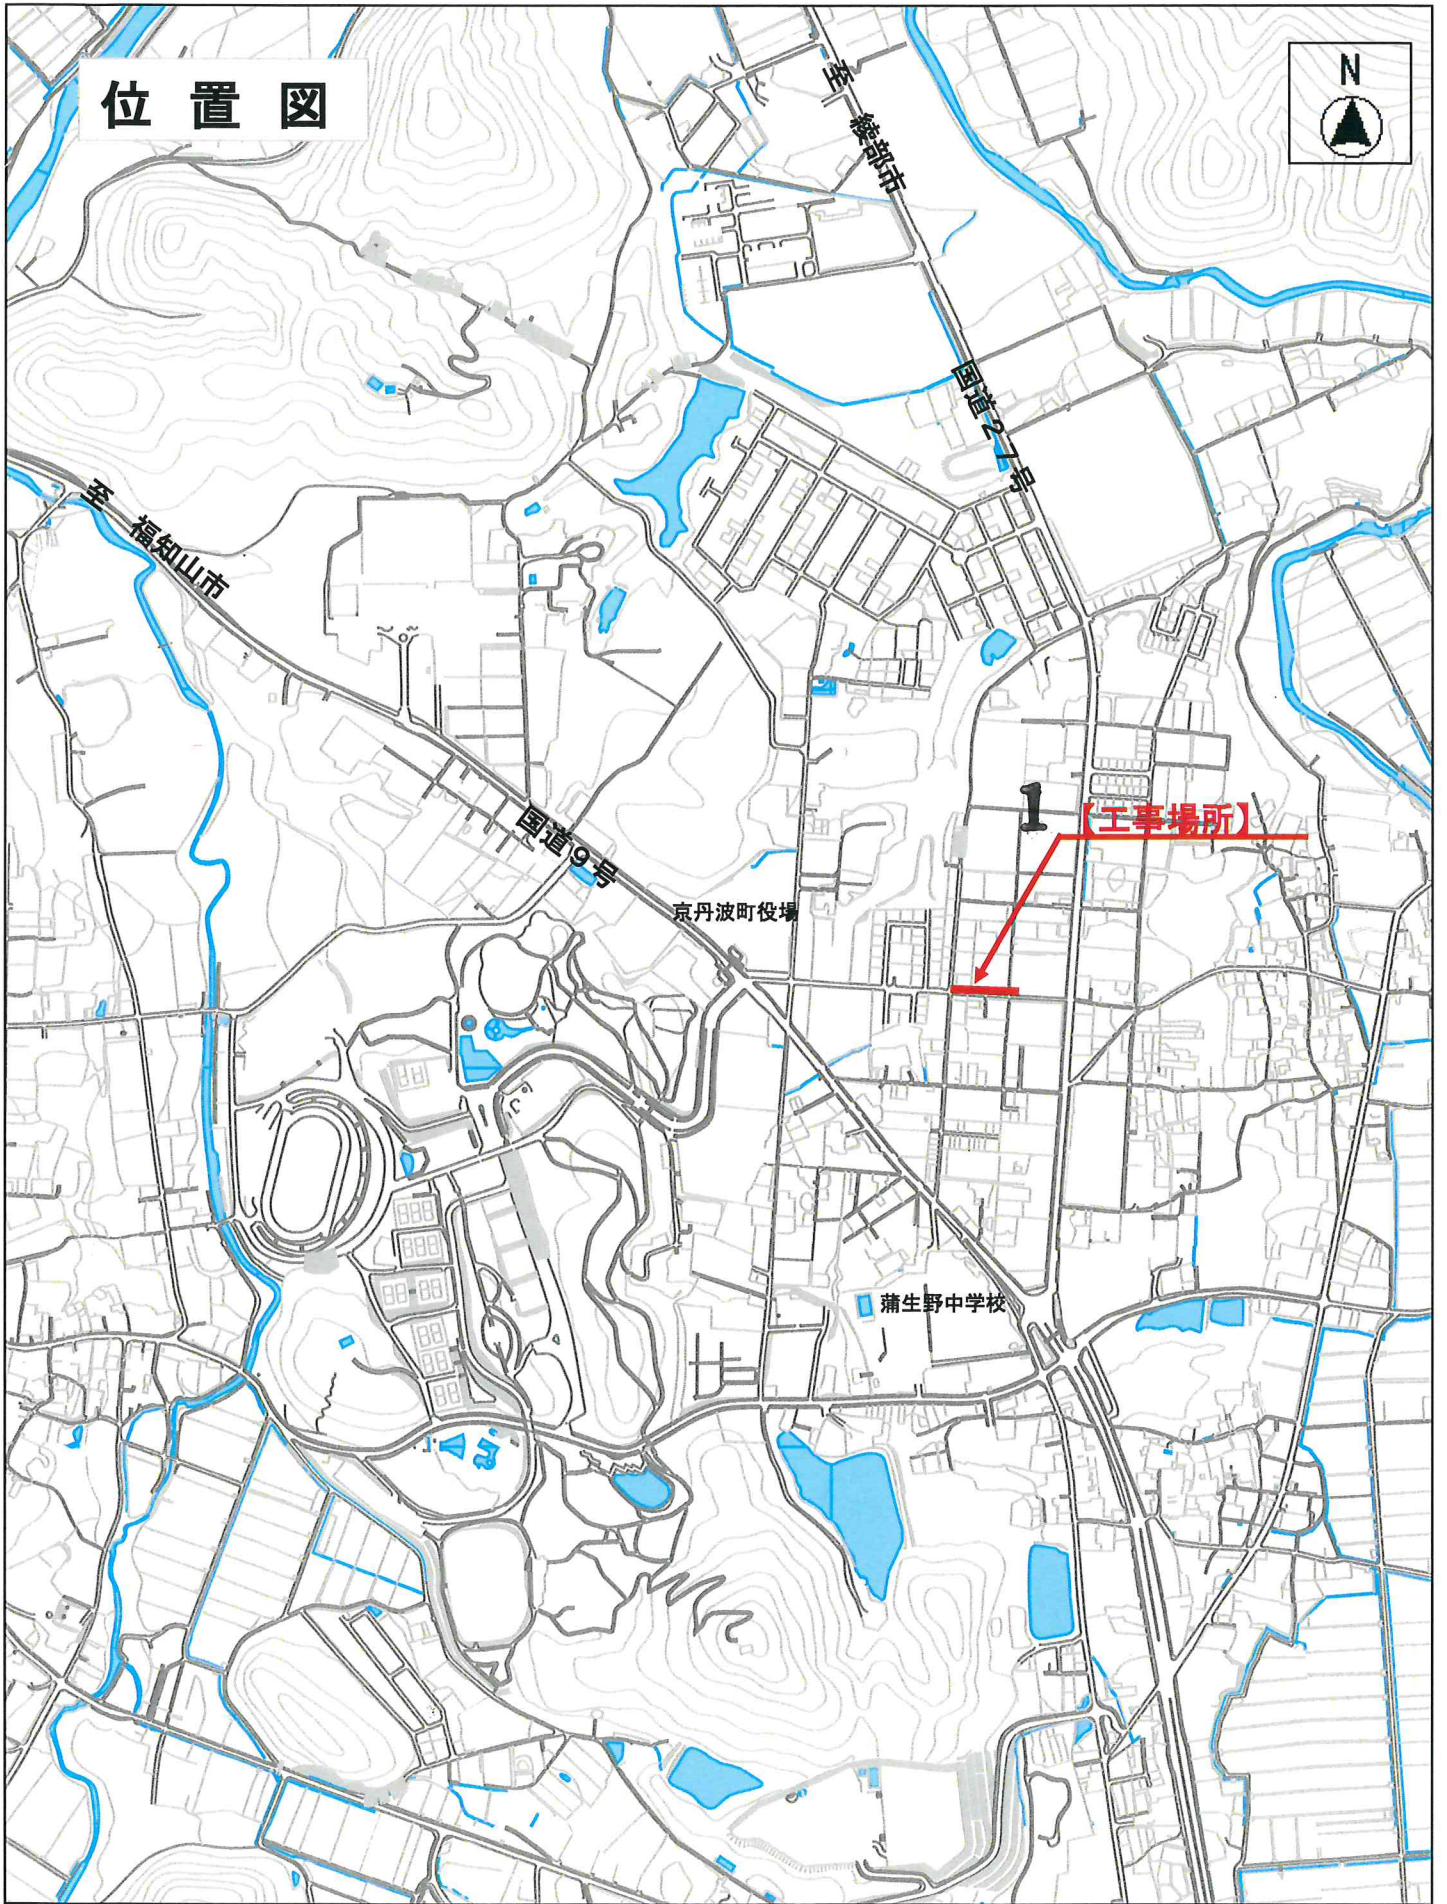 位置図
N
至 綾部市
国道27号
至 福知山市
1
【工事場所】
国道9号
京丹波町役場
蒲生野中学校